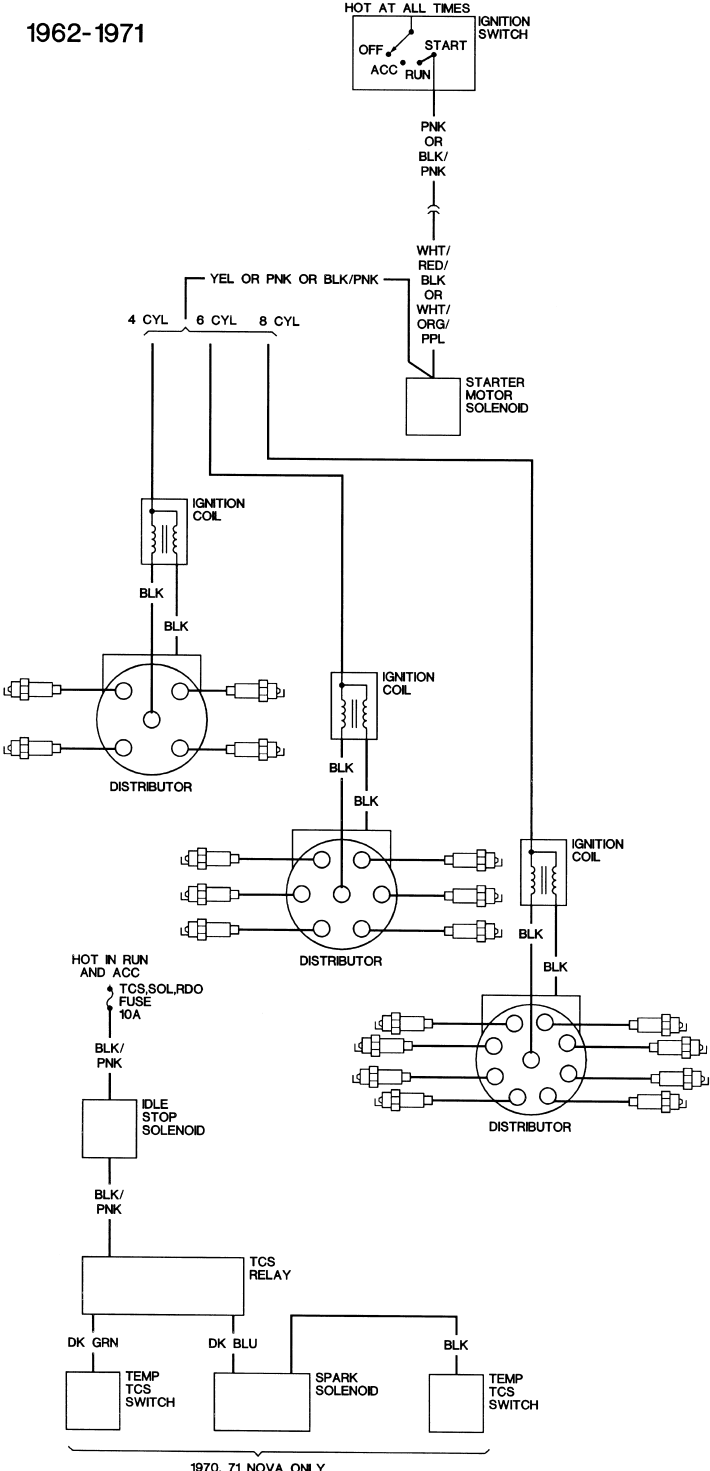 1962-1971
HOT AT ALL TIMES
IGNITION
SWITCH
OFF
START
ACC
RUN
PNK
OR
BLK/
PNK
WHT/
RED/
BLK
OR
WHT/
ORG/
PPL
YEL OR PNK OR BLK/PNK
4 CYL
6 CYL
8 CYL
STARTER
MOTOR
SOLENOID
IGNITION
COIL
BLK
BLK
DISTRIBUTOR
IGNITION
COIL
BLK
BLK
DISTRIBUTOR
IGNITION
COIL
BLK
BLK
DISTRIBUTOR
HOT IN RUN
AND ACC
TCS,SOL,RDO
FUSE
10A
BLK/
PNK
IDLE
STOP
SOLENOID
BLK/
PNK
TCS
RELAY
DK GRN
DK BLU
BLK
TEMP
TCS
SWITCH
SPARK
SOLENOID
TEMP
TCS
SWITCH
1970, 71 NOVA ONLY